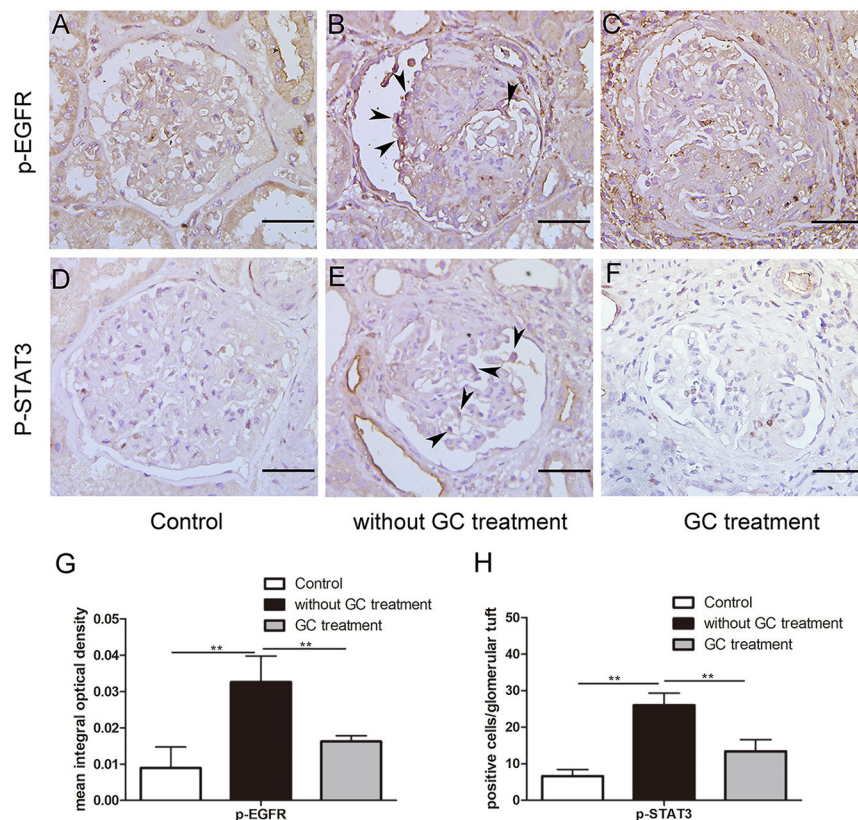 A
B
C
p-EGFR
D
E
F
P-STAT3
Control
without GC treatment
GC treatment
G
Control
without GC treatment
GC treatment
mean integral optical density
0.05
0.04
0.03
0.02
0.01
0.00
**
**
p-EGFR
H
Control
without GC treatment
GC treatment
positive cells/glomerular tuft
50
40
30
20
10
0
**
**
p-STAT3